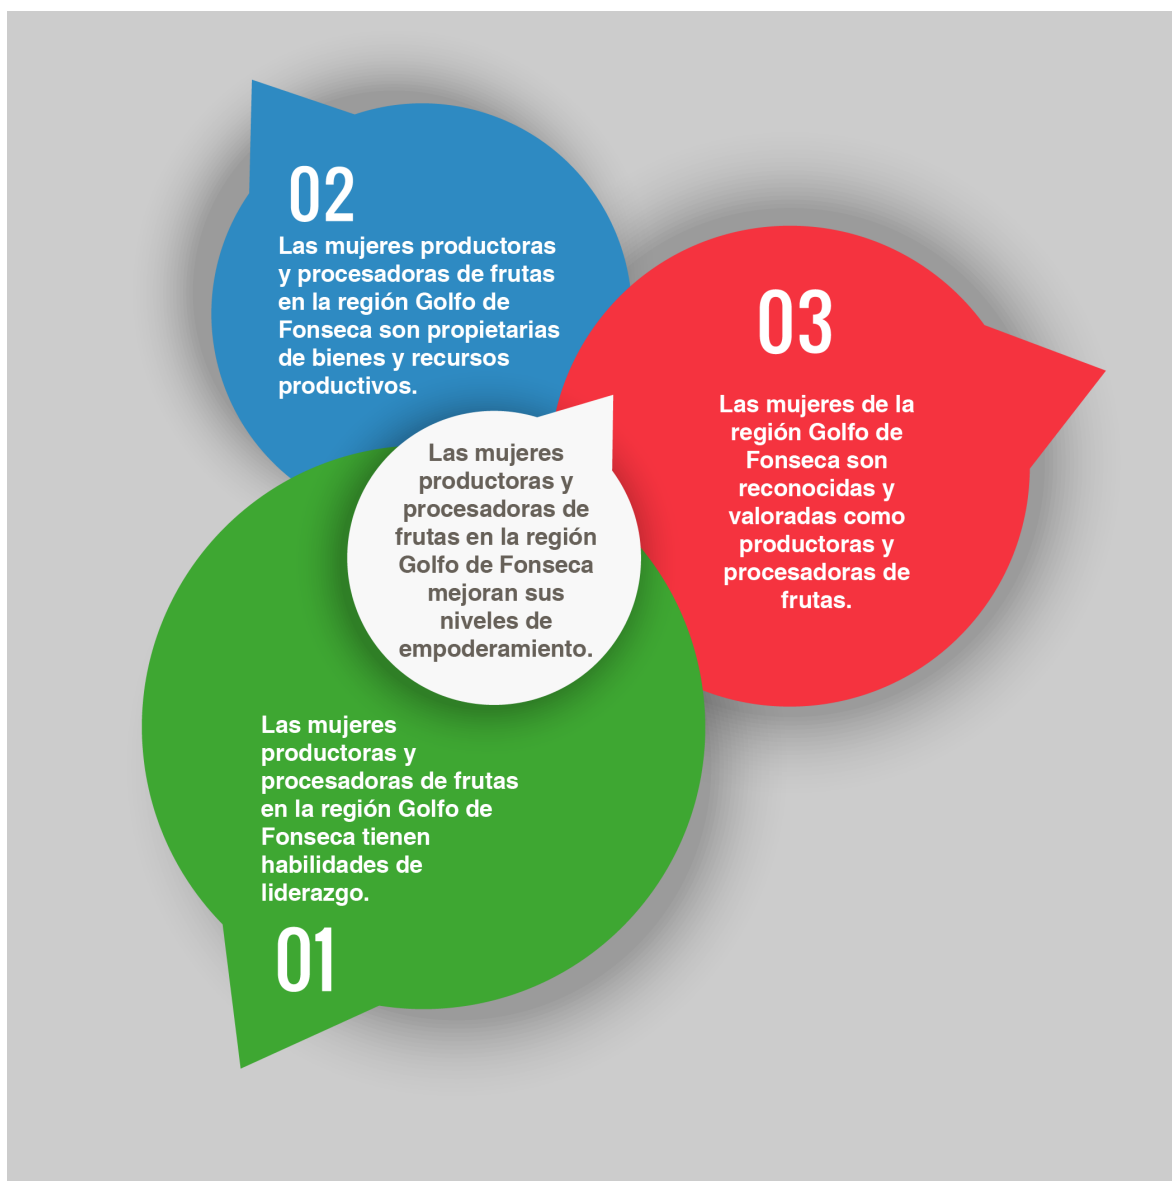 02
Las mujeres productoras
y procesadoras de frutas
en la región Golfo de
Fonseca son propietarias
de bienes y recursos
productivos.
03
Las mujeres de la
región Golfo de
Fonseca son
reconocidas y
valoradas como
productoras y
procesadoras de
frutas.
Las mujeres
productoras y
procesadoras de
frutas en la región
Golfo de Fonseca
mejoran sus
niveles de
empoderamiento.
Las mujeres
productoras y
procesadoras de frutas
en la región Golfo de
Fonseca tienen
habilidades de
liderazgo.
01